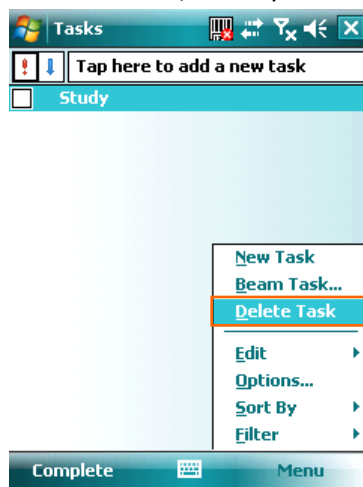 Tasks
Tap here to add a new task
Study
New Task
Beam Task...
Delete Task
Edit
Options...
Sort By
Filter
Complete
Menu